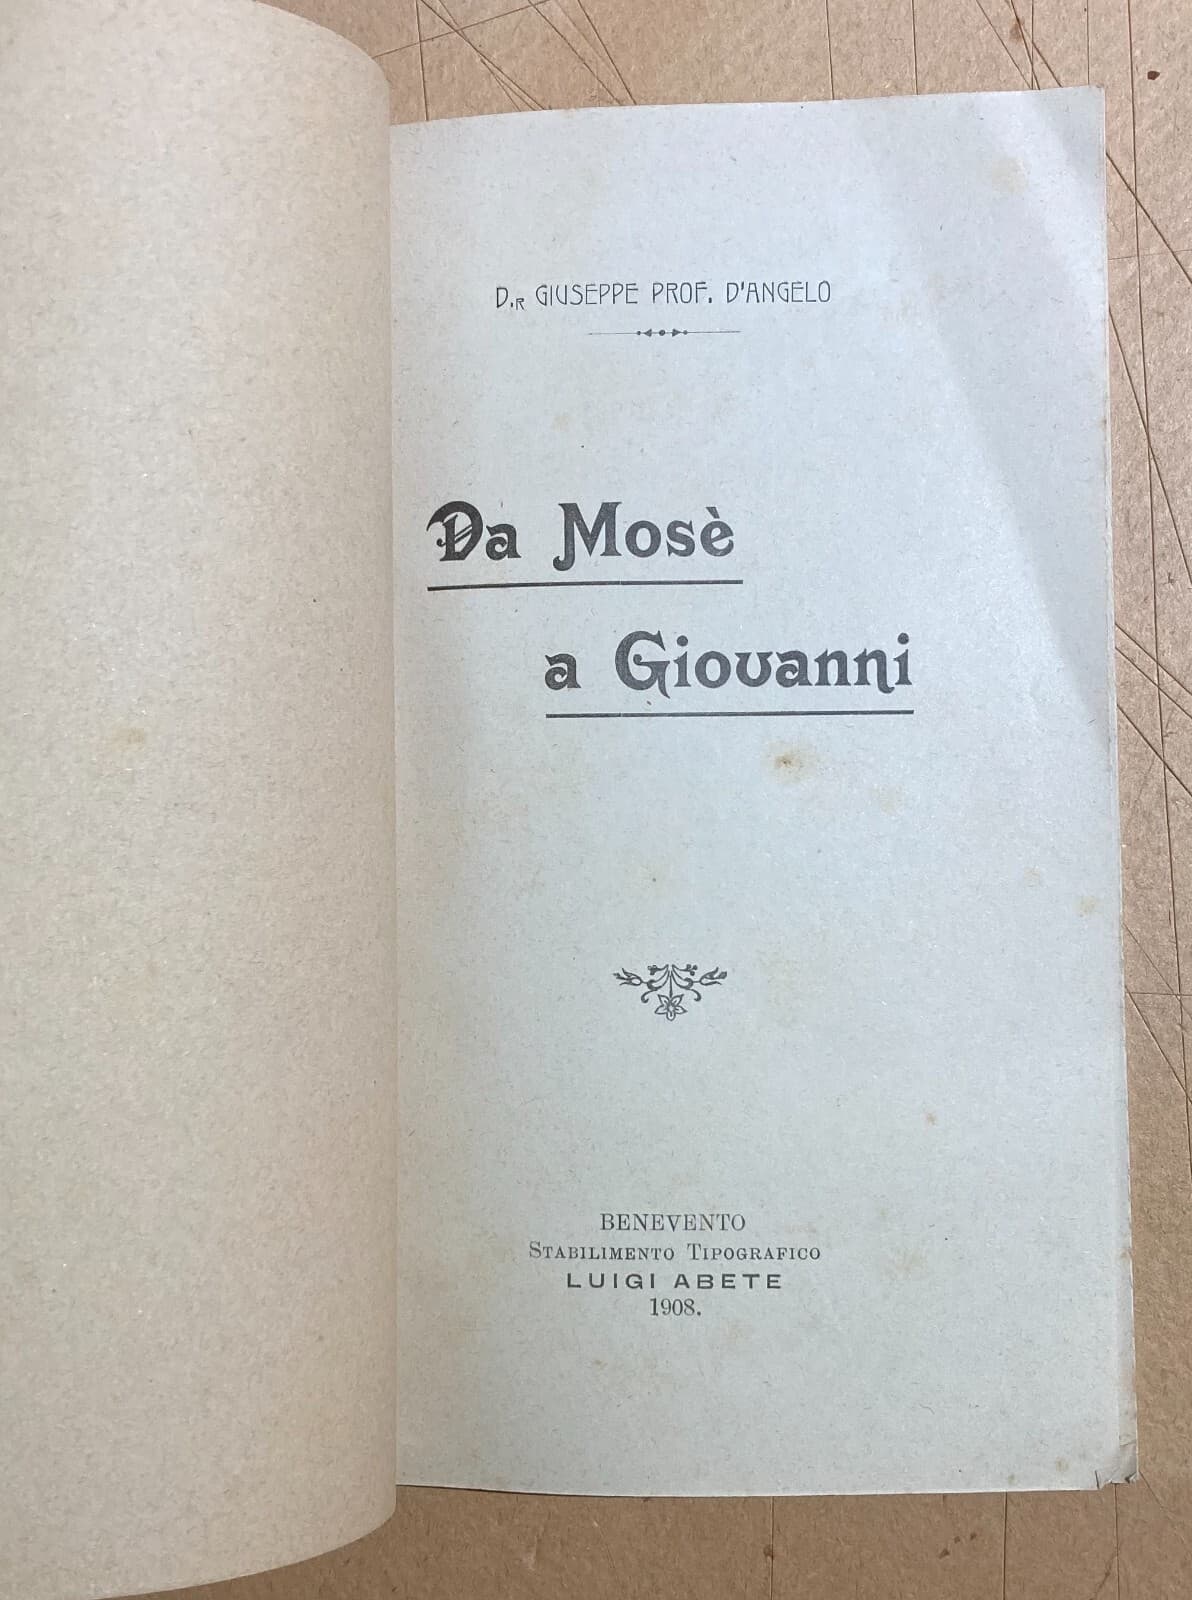 D.R GIUSEPPE PROF. D'ANGELO
Da Mosè
a Giovanni
BENEVENTO
STABILIMENTO TIPOGRAFICO
LUIGI ABETE
1908.